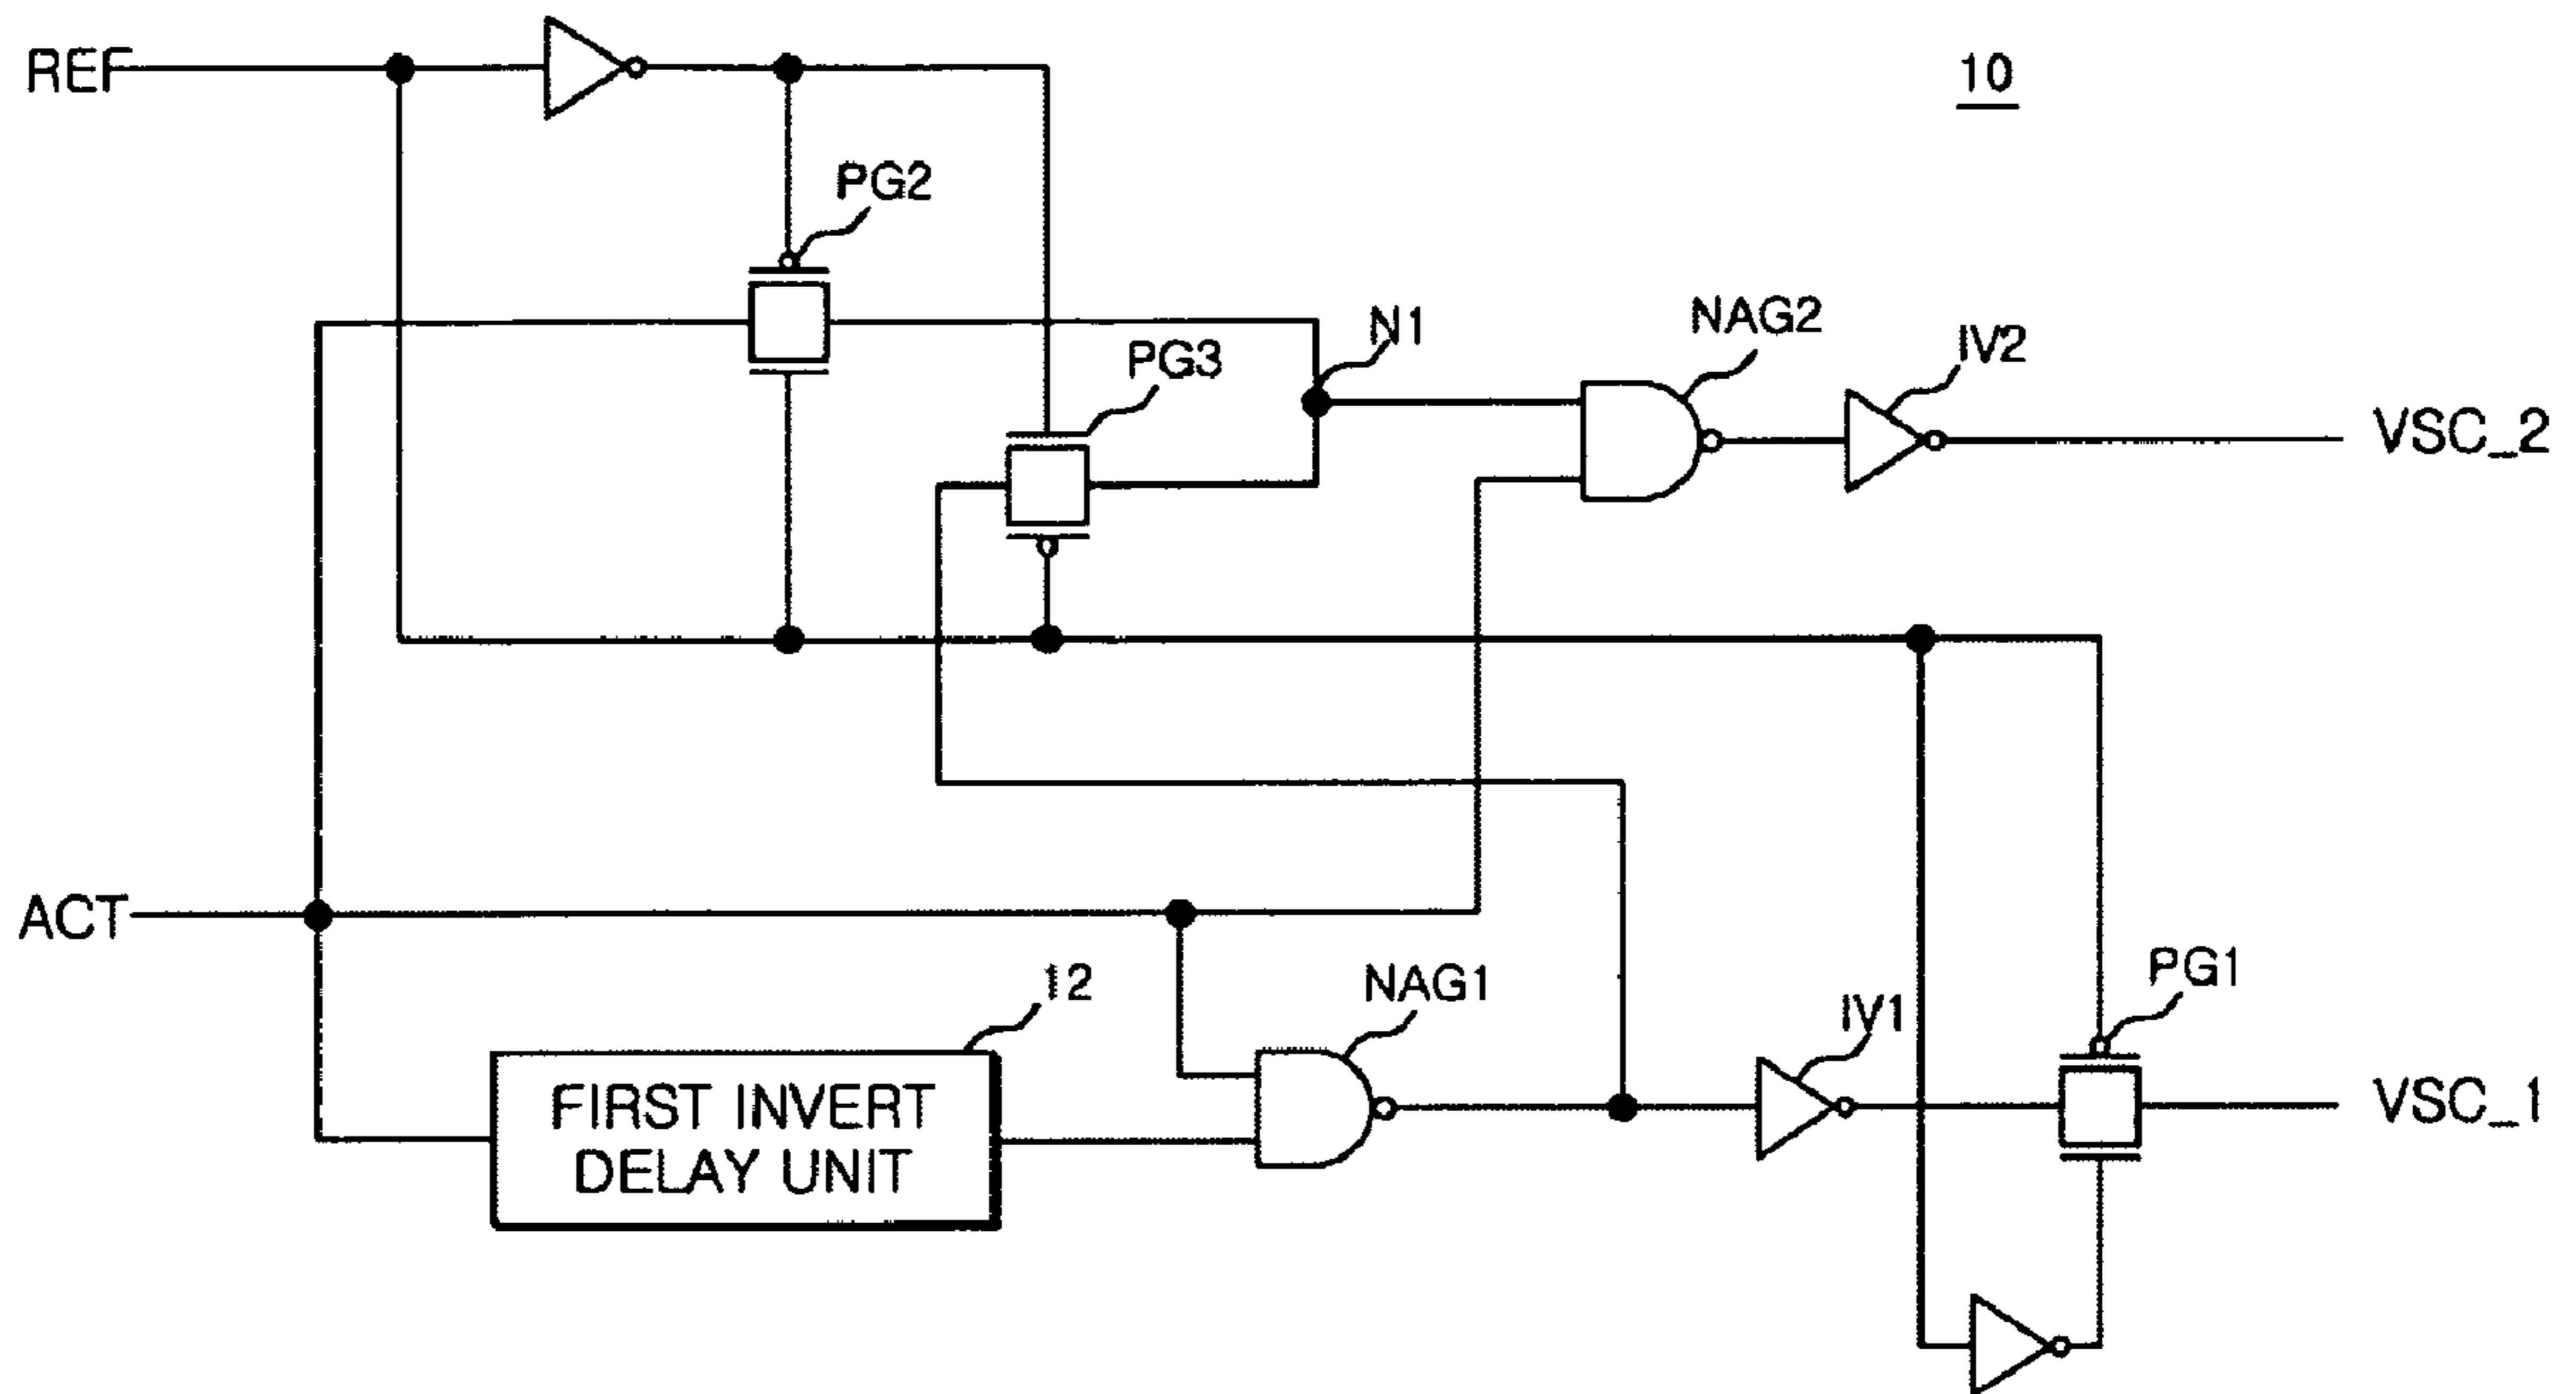 REF
10
PG2
N1
NAG2
IV2
PG3
VSC_2
ACT
12
NAG1
IV1
PG1
FIRST INVERT
DELAY UNIT
VSC_1